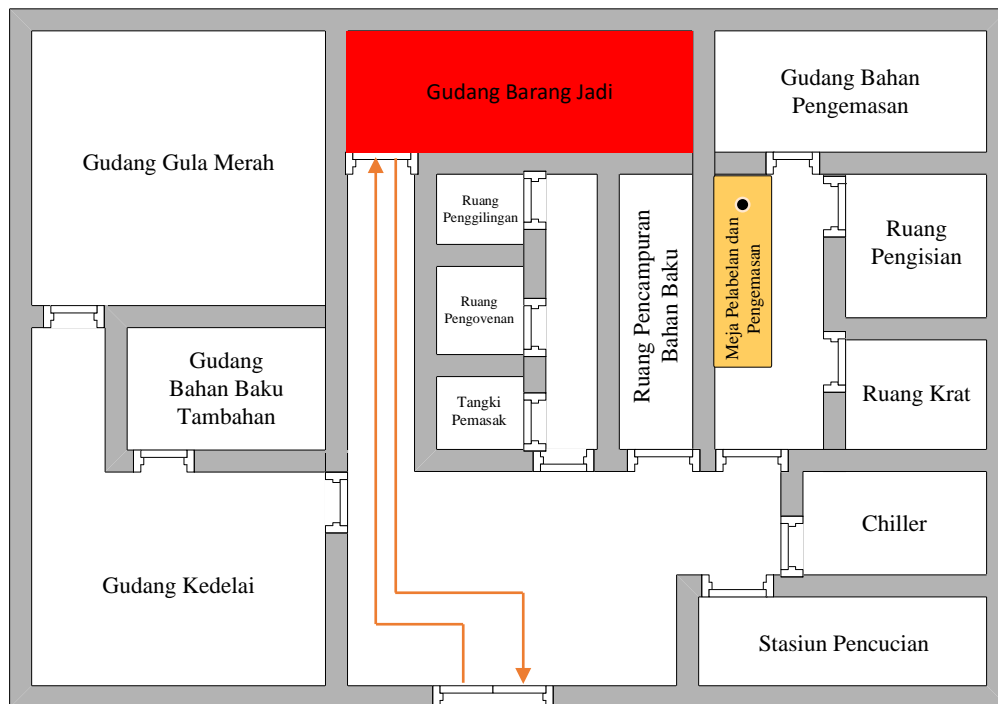 Gudang Barang Jadi
Gudang Bahan
Pengemasan
Gudang Gula Merah
Ruang
Penggilingan
Ruang
Pengovenan
Tangki
Pemasak
Ruang Pencampuran
Bahan Baku
Meja Pelabelan dan
Pengemasan
Ruang
Pengisian
Ruang Krat
Gudang
Bahan Baku
Tambahan
Gudang Kedelai
Chiller
Stasiun Pencucian